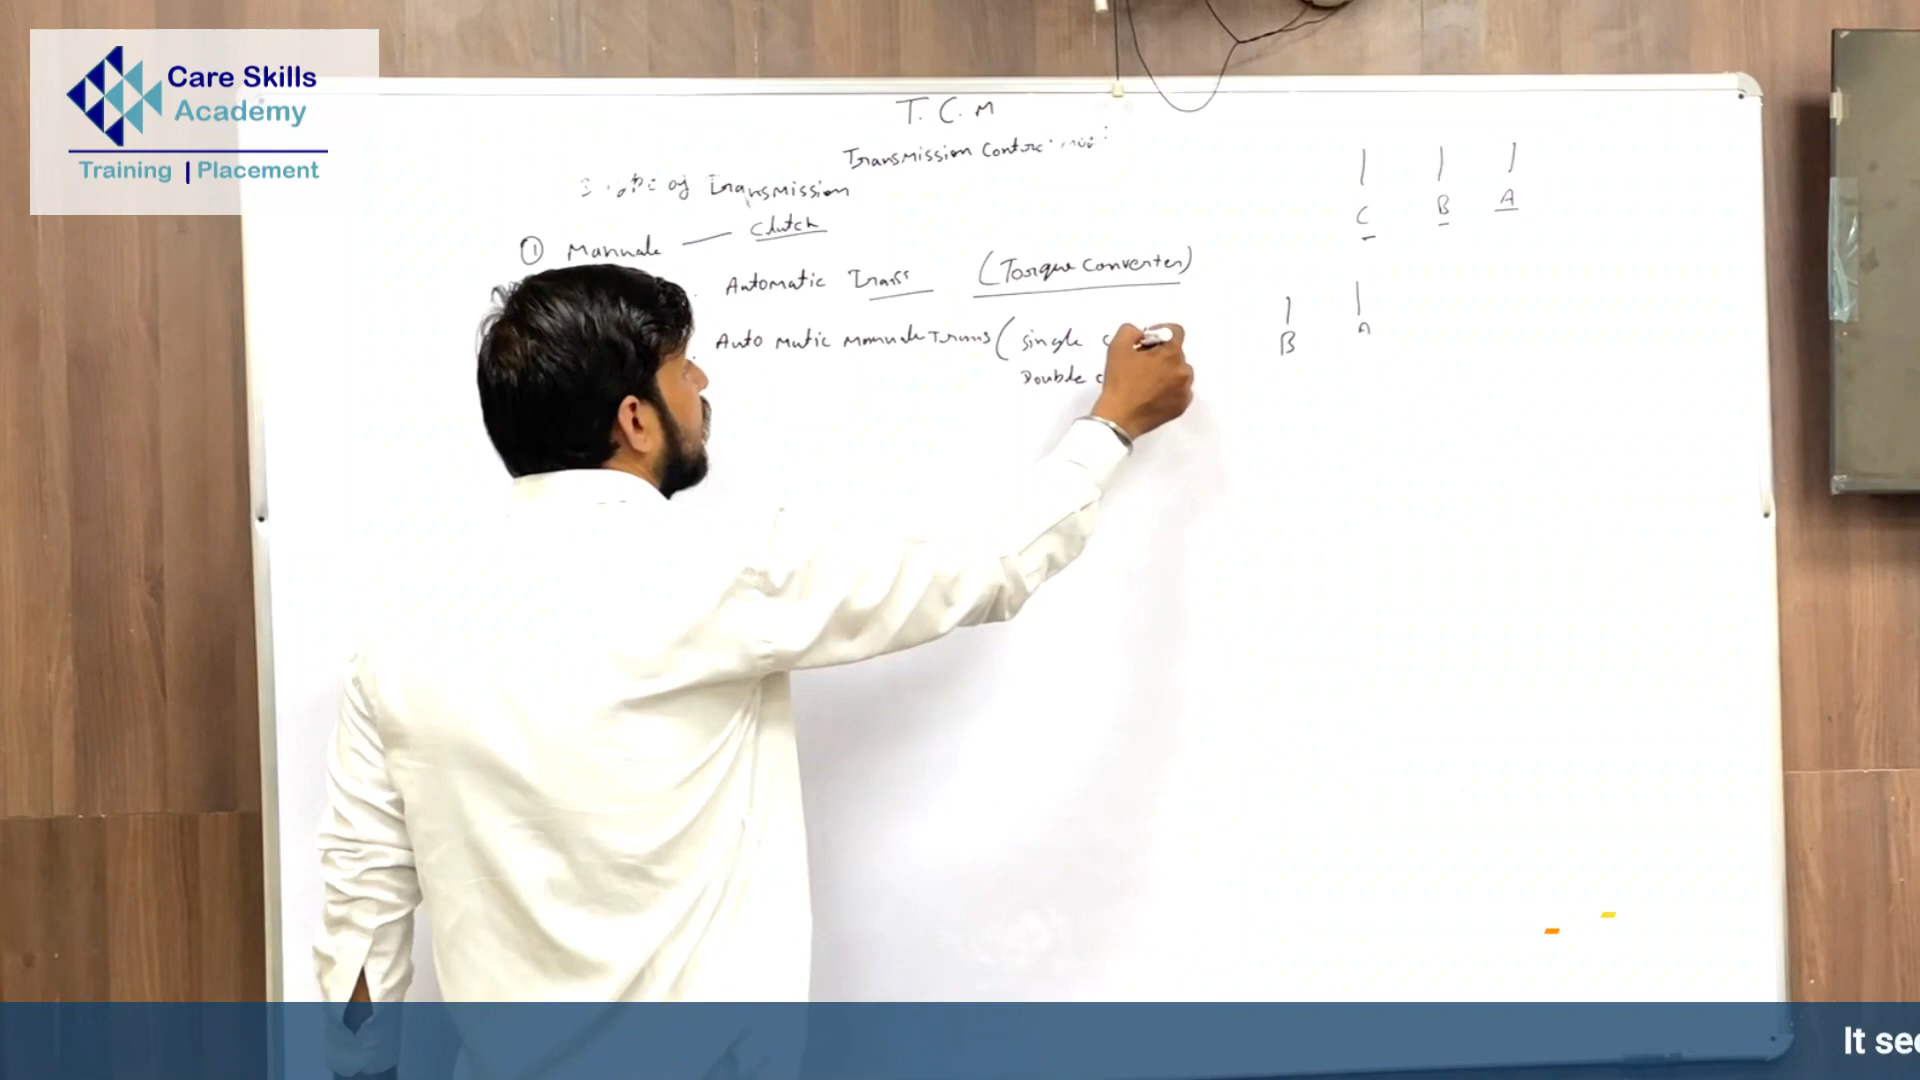 Care Skills
Academy
Training | Placement
T. C. M
Transmission
of Transmission
① Manuale — Clutch
Automatic Trans (Torque Converter)
Auto matic Manuale Trans (single
Double
C B A
B A
It see